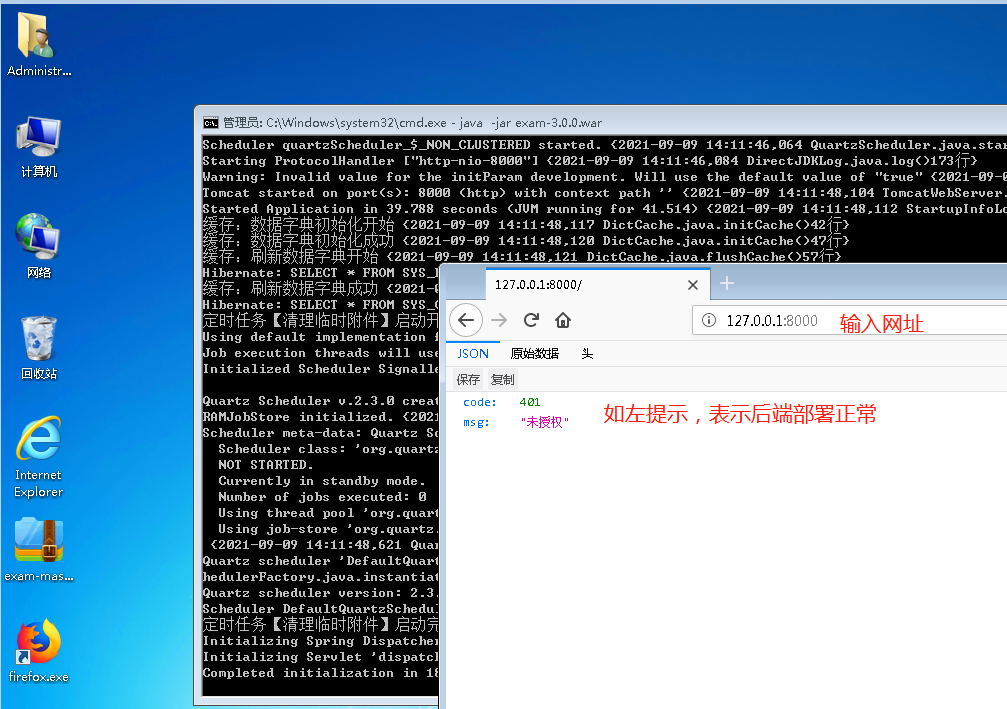 Administr...
计算机
网络
回收站
Internet
Explorer
exam-mas...
firefox.exe
管理员: C:\Windows\system32\cmd.exe - java  -jar exam-3.0.0.war
Scheduler quartzScheduler_$_NON_CLUSTERED started. {2021-09-09 14:11:46,064 QuartzScheduler.java.star
Starting ProtocolHandler ["http-nio-8000"] {2021-09-09 14:11:46,084 DirectJDKLog.java.log()173行}
Warning: Invalid value for the initParam development. Will use the default value of "true" {2021-09-0
Tomcat started on port(s): 8000 (http) with context path '' {2021-09-09 14:11:48,104 TomcatWebServer.
Started Application in 39.788 seconds (JVM running for 41.514) {2021-09-09 14:11:48,112 StartupInfoLo
缓存：数据字典初始化开始 {2021-09-09 14:11:48,117 DictCache.java.initCache()42行}
缓存：数据字典初始化成功 {2021-09-09 14:11:48,120 DictCache.java.initCache()47行}
缓存：刷新数据字典开始 {2021-09-09 14:11:48,121 DictCache.java.flushCache()57行}
Hibernate: SELECT * FROM SYS_
缓存：刷新数据字典成功 {2021-0
Hibernate: SELECT * FROM SYS_
定时任务【清理临时附件】启动开
Using default implementation f
Job execution threads will use
Initialized Scheduler Signalle
Quartz Scheduler v.2.3.0 creat
RAMJobStore initialized. {2021
Scheduler meta-data: Quartz Sc
Scheduler class: 'org.quartz
NOT STARTED.
Currently in standby mode.
Number of jobs executed: 0
Using thread pool 'org.quart
Using job-store 'org.quartz.
{2021-09-09 14:11:48,621 Quar
Quartz scheduler 'DefaultQuart
hedulerFactory.java.instantiat
Quartz scheduler version: 2.3.
Scheduler DefaultQuartzSchedul
定时任务【清理临时附件】启动完
Initializing Spring Dispatcher
Initializing Servlet 'dispatch
Completed initialization in 18
127.0.0.1:8000/
127.0.0.1:8000
输入网址
JSON 原始数据 头
保存 复制
code: 401
msg: "未授权"
如左提示，表示后端部署正常